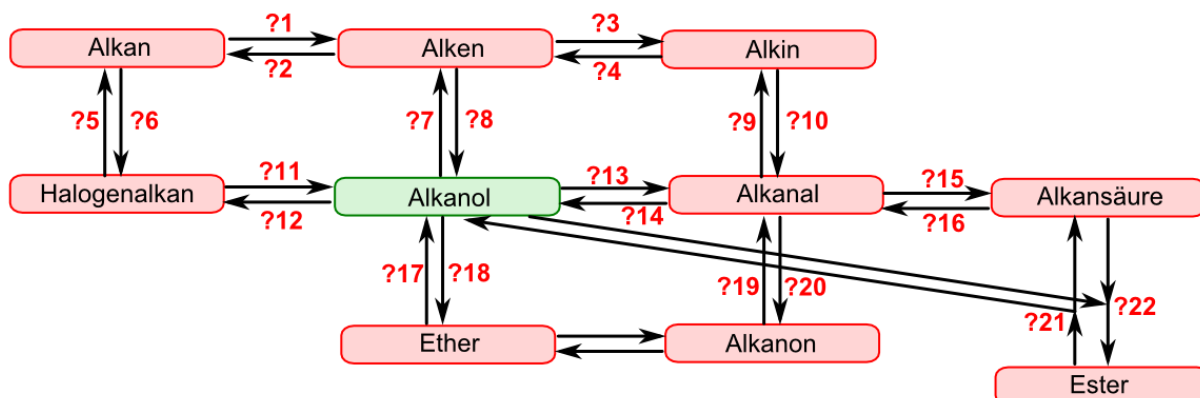 ?1 ?3
Alkan Alken Alkin
?2 ?4
?5 ?6 ?7 ?8 ?9 ?10
?11 ?13 ?15
Halogenalkan Alkanol Alkanal Alkansäure
?12 ?14 ?16
?17 ?18 ?19 ?20
?21 ?22
Ether Alkanon
Ester